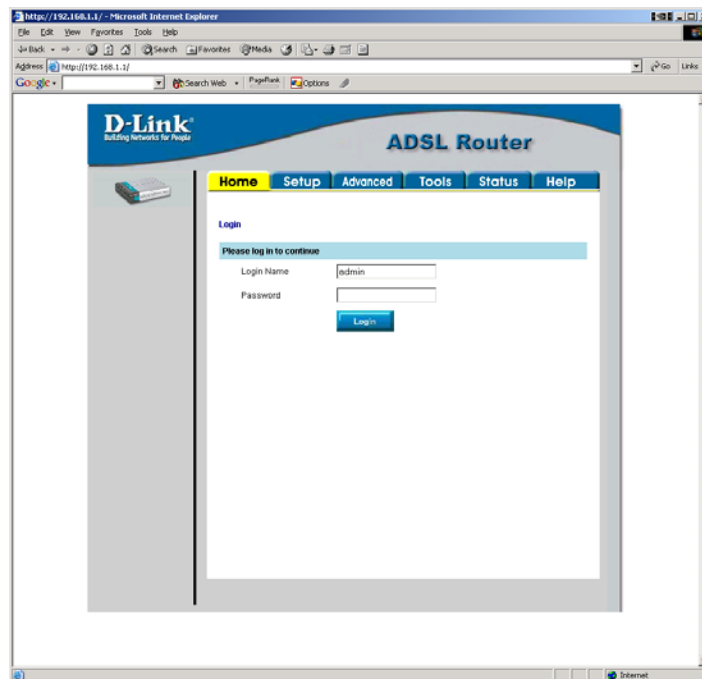 http://192.168.1.1/ - Microsoft Internet Explorer
File Edit View Favorites Tools Help
Back Search Favorites Media
Address http://192.168.1.1/ Go Links
Google Search Web PageRank Options
D-Link
Building Networks for People
ADSL Router
Home Setup Advanced Tools Status Help
Login
Please log in to continue
Login Name admin
Password
Login
Internet